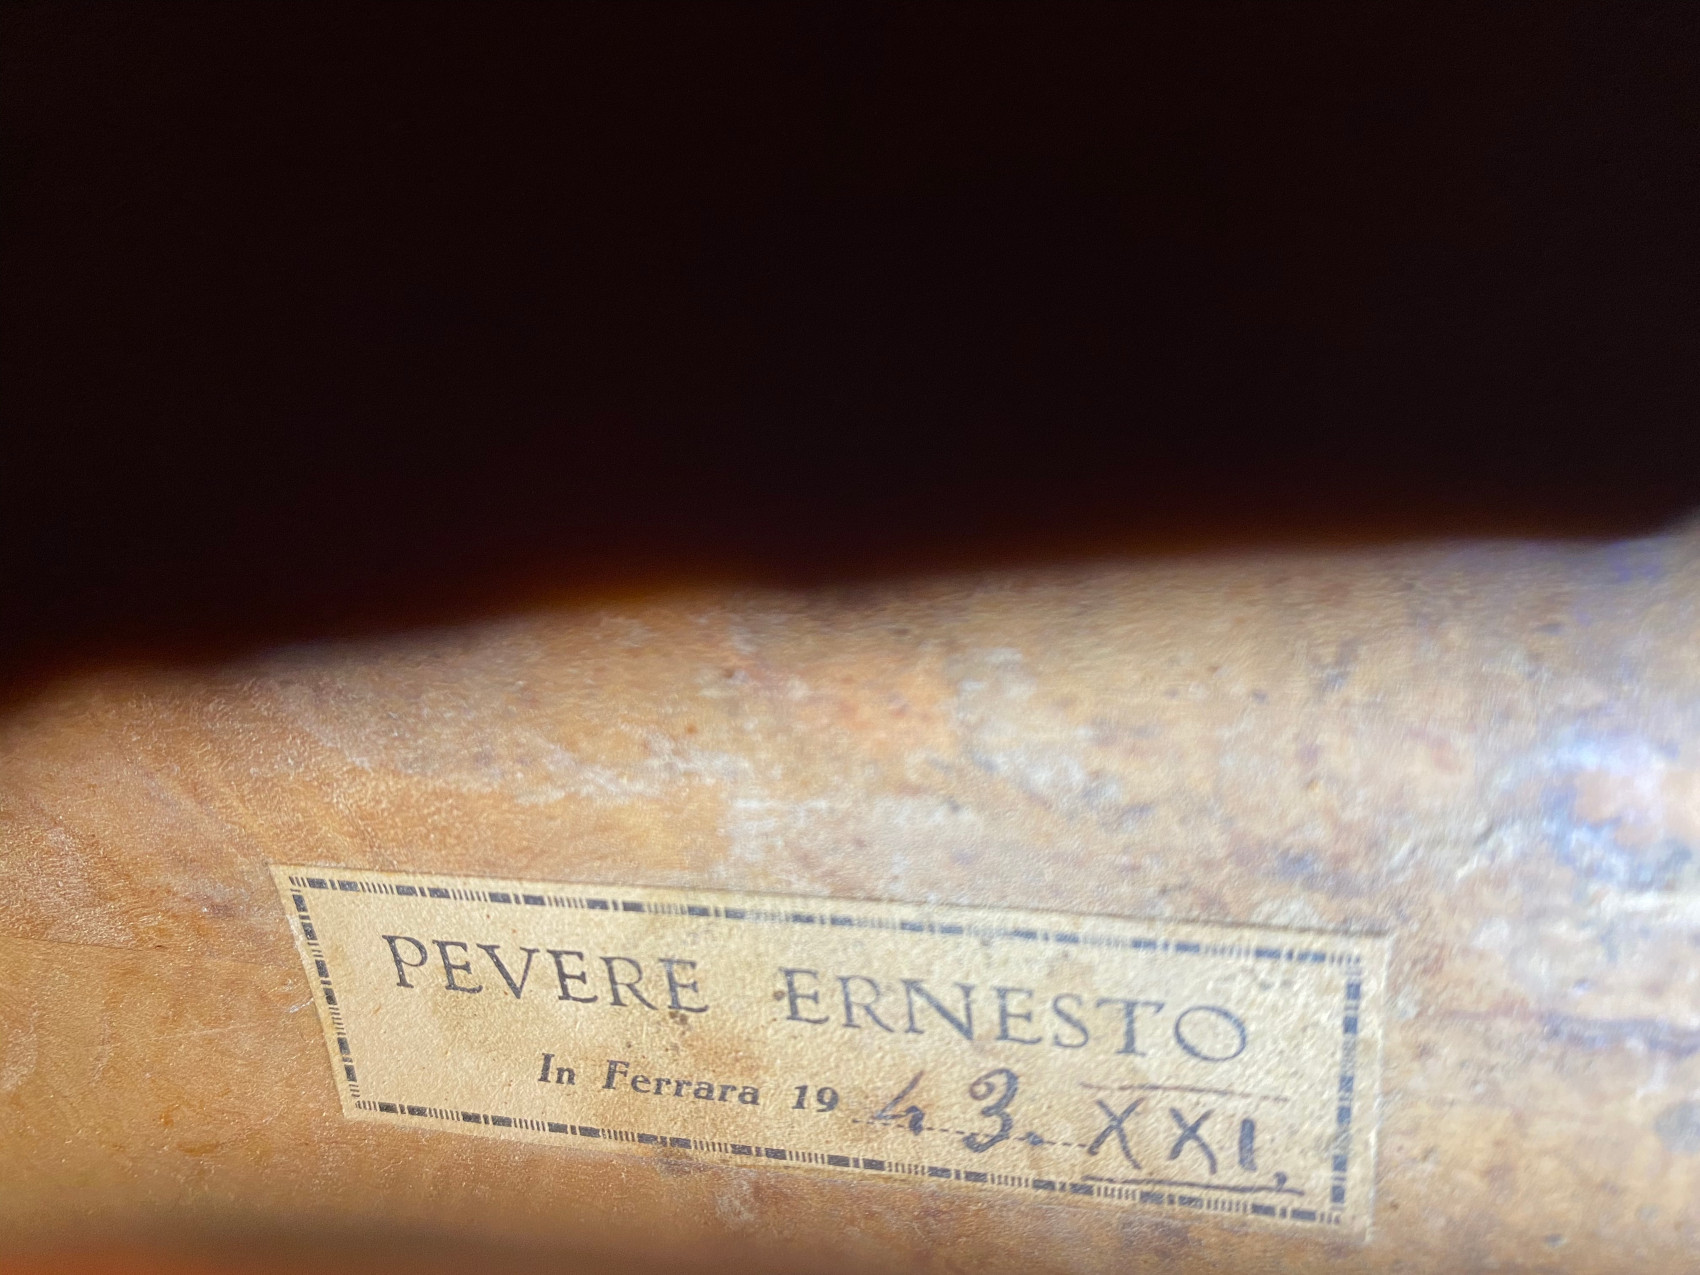 PEVERE ERNESTO
In Ferrara 1943. XXI,